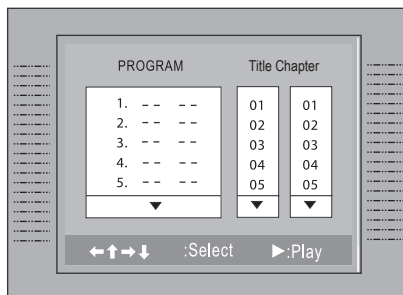 PROGRAM Title Chapter
1. -- -- 01 01
2. -- -- 02 02
3. -- -- 03 03
4. -- -- 04 04
5. -- -- 05 05
▼ ▼ ▼
←↑→↓ :Select ▶:Play